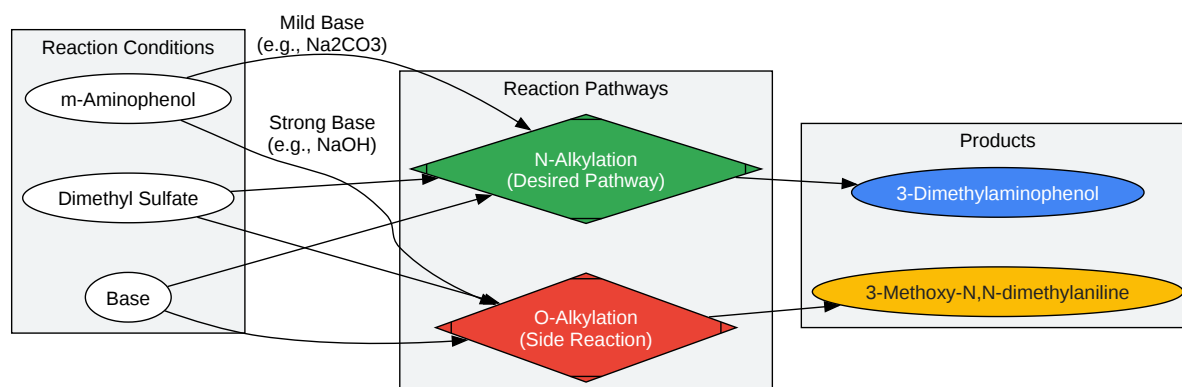 Reaction Conditions
m-Aminophenol
Dimethyl Sulfate
Base
Mild Base
(e.g., Na2CO3)
Strong Base
(e.g., NaOH)
Reaction Pathways
N-Alkylation
(Desired Pathway)
O-Alkylation
(Side Reaction)
Products
3-Dimethylaminophenol
3-Methoxy-N,N-dimethylaniline